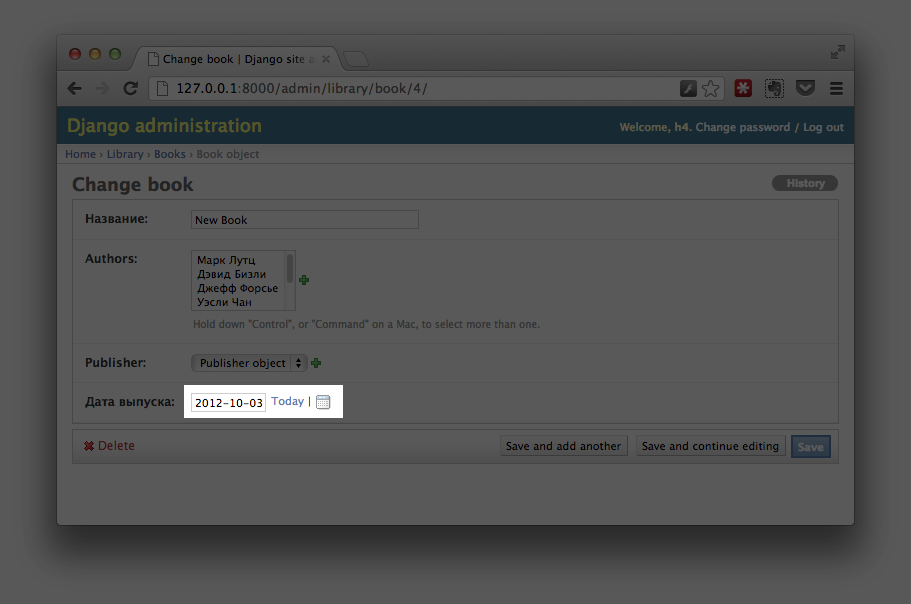 Change book | Django site a
127.0.0.1:8000/admin/library/book/4/
Django administration
Welcome, h4. Change password / Log out
Home › Library › Books › Book object
Change book
History
Название:
New Book
Authors:
Марк Лутц
Дэвид Бизли
Джефф Форсье
Уэсли Чан
Hold down "Control", or "Command" on a Mac, to select more than one.
Publisher:
Publisher object
Дата выпуска:
2012-10-03
Today |
Delete
Save and add another
Save and continue editing
Save